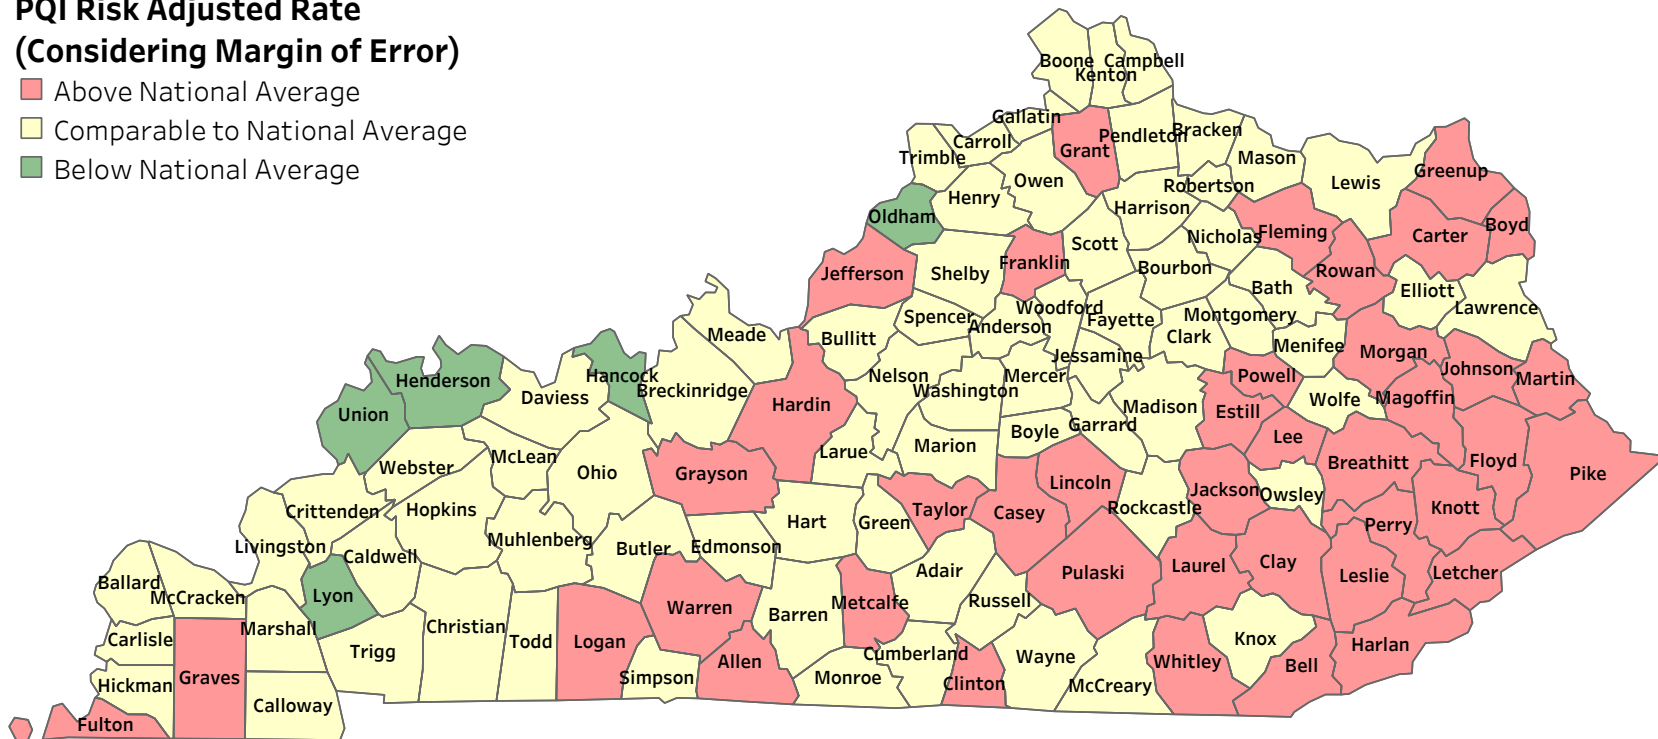 PQI Risk Adjusted Rate
(Considering Margin of Error)
Above National Average
Comparable to National Average
Below National Average
Boone
Campbell
Kenton
Gallatin
Carroll
Trimble
Grant
Pendleton
Bracken
Mason
Lewis
Greenup
Owen
Henry
Robertson
Harrison
Oldham
Scott
Nicholas
Fleming
Carter
Boyd
Jefferson
Shelby
Franklin
Bourbon
Rowan
Bath
Elliott
Lawrence
Spencer
Woodford
Anderson
Fayette
Montgomery
Clark
Meade
Bullitt
Jessamine
Menifee
Morgan
Johnson
Martin
Henderson
Hancock
Breckinridge
Nelson
Washington
Mercer
Powell
Magoffin
Wolfe
Union
Daviess
Hardin
Madison
Estill
Garrard
Boyle
Lee
Marion
Larue
McLean
Webster
Ohio
Grayson
Lincoln
Breathitt
Floyd
Pike
Jackson
Owsley
Rockcastle
Knott
Crittenden
Hopkins
Hart
Green
Taylor
Casey
Perry
Livingston
Caldwell
Muhlenberg
Butler
Edmonson
Adair
Pulaski
Laurel
Clay
Leslie
Letcher
Ballard
McCracken
Lyon
Warren
Barren
Metcalfe
Russell
Carlisle
Marshall
Christian
Todd
Logan
Trigg
Allen
Cumberland
Wayne
Knox
Harlan
Whitley
Bell
Hickman
Graves
Simpson
Monroe
Clinton
McCreary
Calloway
Fulton